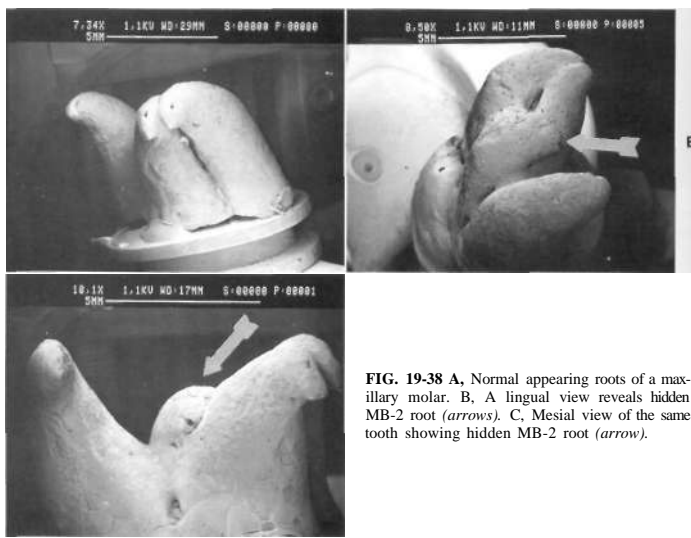 7.34X 1.1KV WD:29MM S:00000 P:00000
5MM
8.50X 1.1KV WD:11MM S:00000 P:00005
5MM
10.1X 1.1KV WD:17MM S:00000 P:00001
5MM
FIG. 19-38 A, Normal appearing roots of a max-
illary molar. B, A lingual view reveals hidden
MB-2 root (arrows). C, Mesial view of the same
tooth showing hidden MB-2 root (arrow).